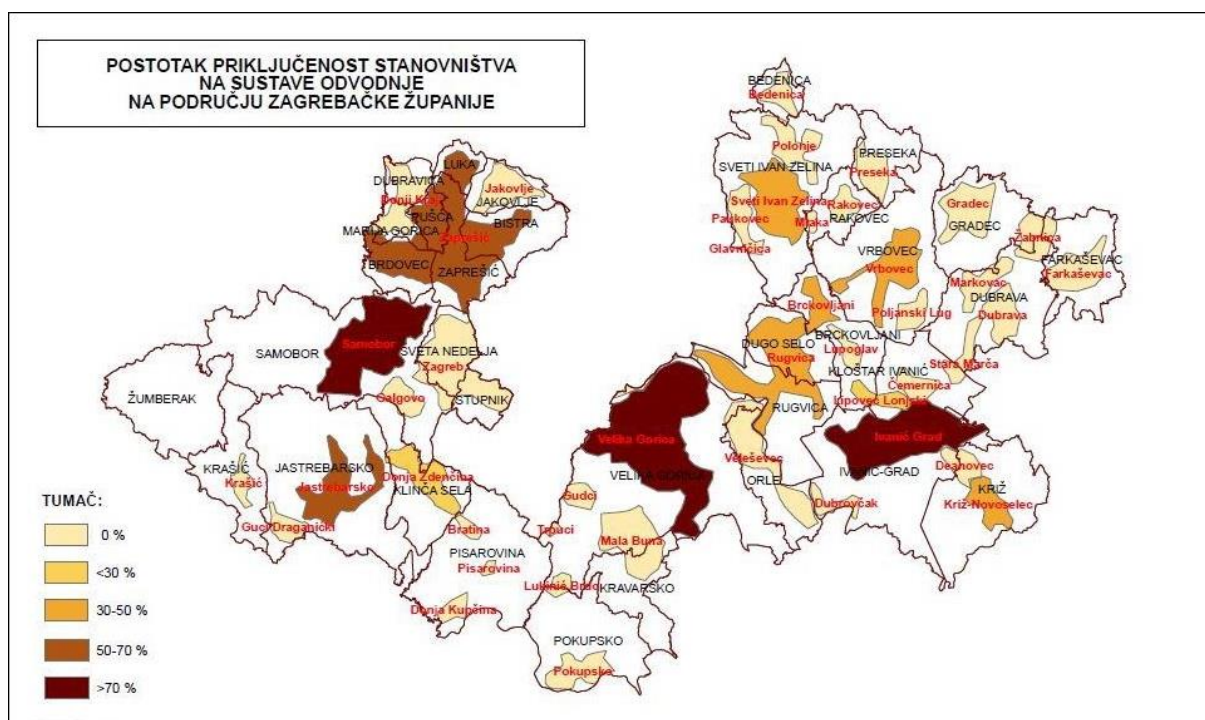 POSTOTAK PRIKLJUČENOST STANOVNIŠTVA
NA SUSTAVE ODVODNJE
NA PODRUČJU ZAGREBAČKE ŽUPANIJE
BEDENICA
Bedenica
Polonje
SVETI IVAN ZELINA
PRESEKA
Preseka
LUKA
DUBRAVICA
Donji Kraj
Jakovlje
JAKOVLJE
PUŠĆA
BISTRA
MARIJA GORICA
Zaprešić
BRDOVEC
ZAPREŠIĆ
Sveti Ivan Zelina
Rakovec
RAKOVEC
Paukovec
Mlaka
Glavničica
Gradec
GRADEC
Žabnica
FARKAŠEVAC
Farkaševac
VRBOVEC
Vrbovec
Markovac
DUBRAVA
Dubrava
Brckovljani
Poljanski Lug
BRCKOVLJANI
DUGO SELO
Lupoglav
Rugvica
KLOŠTAR IVANIĆ
Stara Marča
Čemernica
Lipovec Lonjski
RUGVICA
SAMOBOR
Samobor
SVETA NEDELJA
Zagreb
ŽUMBERAK
Galgovo
STUPNIK
Velika Gorica
VELIKA GORICA
Veleševec
ORLE
Ivanić Grad
IVANIĆ-GRAD
Deanovec
KRIŽ
Križ-Novoselec
Dubrovčak
KRAŠIĆ
Krašić
JASTREBARSKO
Jastrebarsko
Donja Zdenčina
KLINČA SELA
Guci Draganički
Gudci
Bratina
Trpuci
Mala Buna
PISAROVINA
Pisarovina
Lukinić Brdo
KRAVARSKO
Donja Kupčina
POKUPSKO
Pokupsko
TUMAČ:
0 %
<30 %
30-50 %
50-70 %
>70 %